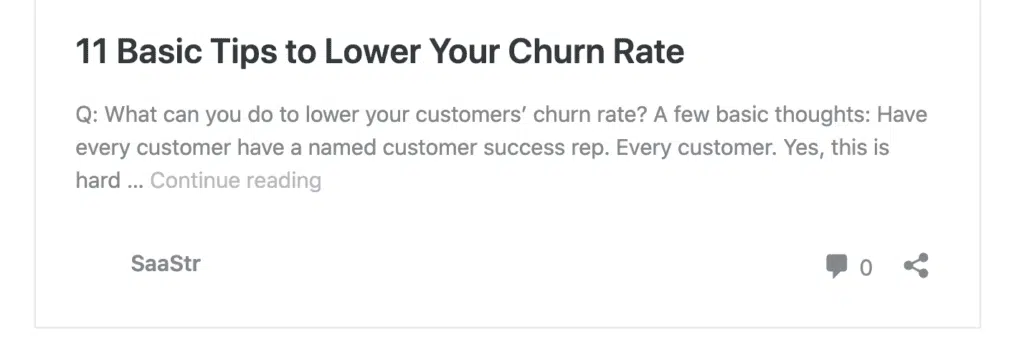 11 Basic Tips to Lower Your Churn Rate
Q: What can you do to lower your customers’ churn rate? A few basic thoughts: Have
every customer have a named customer success rep. Every customer. Yes, this is
hard ... Continue reading
SaaStr
0